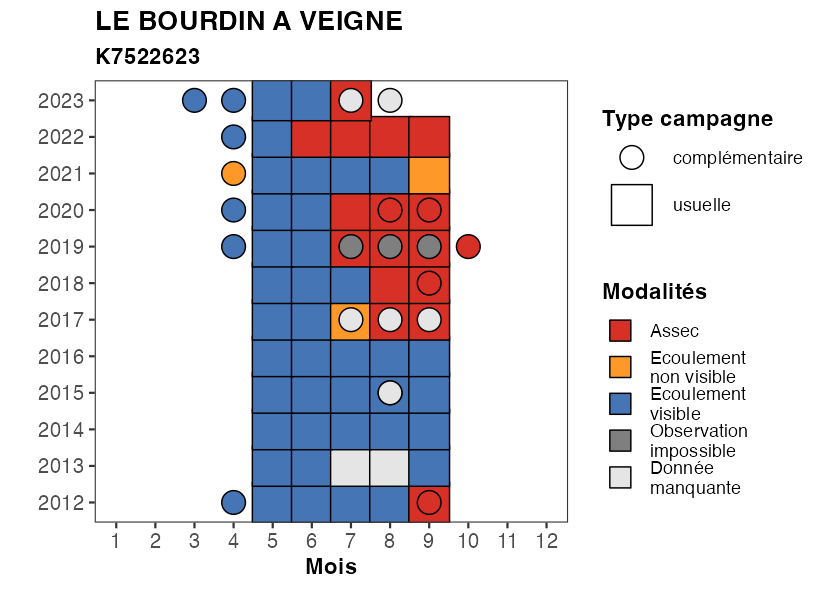 LE BOURDIN A VEIGNE
K7522623
2023
2022
2021
2020
2019
2018
2017
2016
2015
2014
2013
2012
1 2 3 4 5 6 7 8 9 10 11 12
Mois
Type campagne
complémentaire
usuelle
Modalités
Assec
Ecoulement
non visible
Ecoulement
visible
Observation
impossible
Donnée
manquante